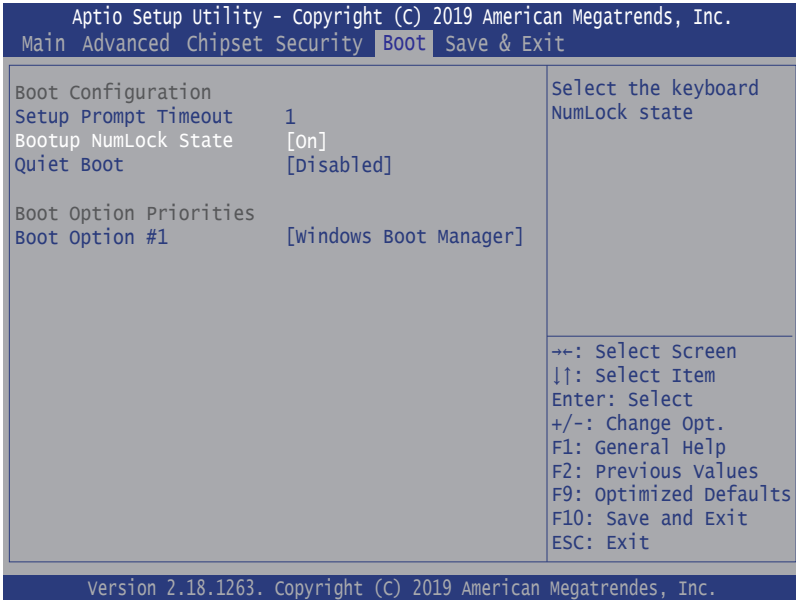 Aptio Setup Utility - Copyright (C) 2019 American Megatrends, Inc.
Main Advanced Chipset Security Boot Save & Exit
Boot Configuration
Setup Prompt Timeout 1
Bootup NumLock State [On]
Quiet Boot [Disabled]
Boot Option Priorities
Boot Option #1 [Windows Boot Manager]
Select the keyboard
NumLock state
→←: Select Screen
↓↑: Select Item
Enter: Select
+/-: Change Opt.
F1: General Help
F2: Previous Values
F9: Optimized Defaults
F10: Save and Exit
ESC: Exit
Version 2.18.1263. Copyright (C) 2019 American Megatrendes, Inc.